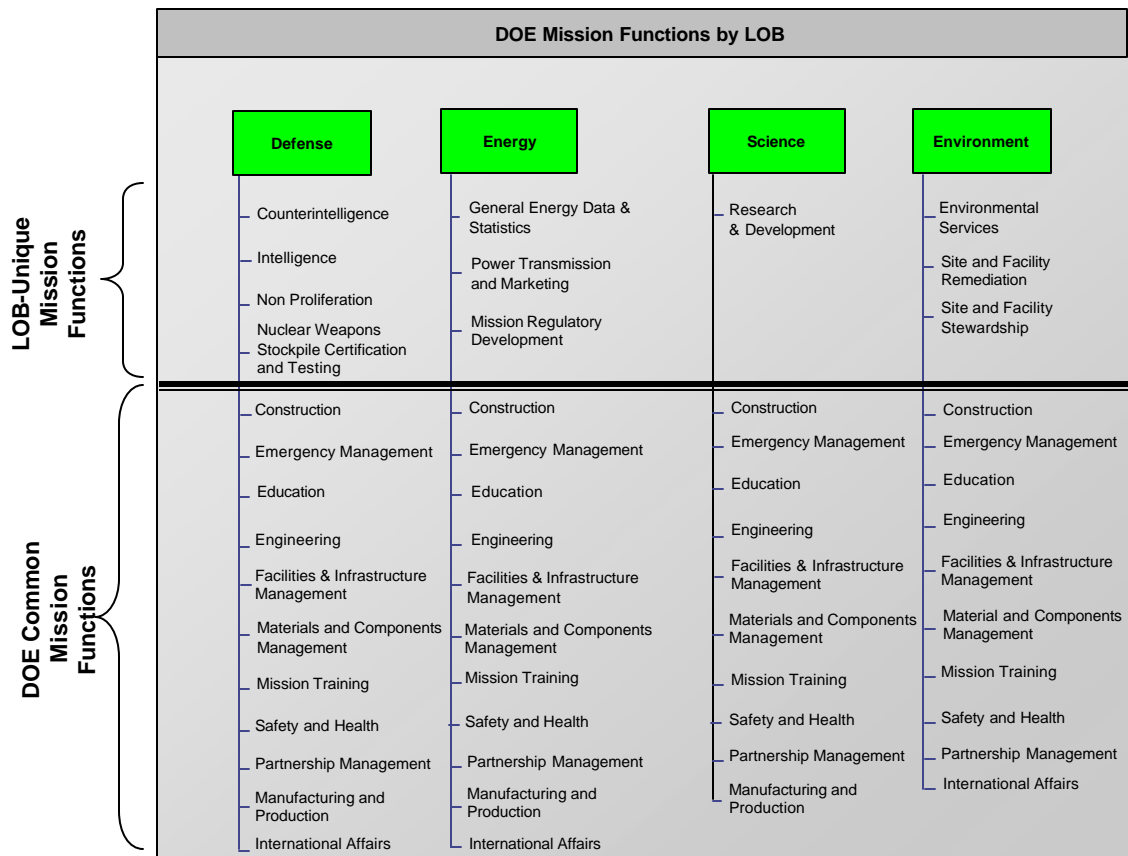 DOE Mission Functions by LOB
LOB-Unique
Mission
Functions
DOE Common
Mission
Functions
Defense
Counterintelligence
Intelligence
Non Proliferation
Nuclear Weapons
Stockpile Certification
and Testing
Construction
Emergency Management
Education
Engineering
Facilities & Infrastructure
Management
Materials and Components
Management
Mission Training
Safety and Health
Partnership Management
Manufacturing and
Production
International Affairs
Energy
General Energy Data &
Statistics
Power Transmission
and Marketing
Mission Regulatory
Development
Construction
Emergency Management
Education
Engineering
Facilities & Infrastructure
Management
Materials and Components
Management
Mission Training
Safety and Health
Partnership Management
Manufacturing and
Production
International Affairs
Science
Research
& Development
Construction
Emergency Management
Education
Engineering
Facilities & Infrastructure
Management
Materials and Components
Management
Mission Training
Safety and Health
Partnership Management
Manufacturing and
Production
Environment
Environmental
Services
Site and Facility
Remediation
Site and Facility
Stewardship
Construction
Emergency Management
Education
Engineering
Facilities & Infrastructure
Management
Material and Components
Management
Mission Training
Safety and Health
Partnership Management
International Affairs